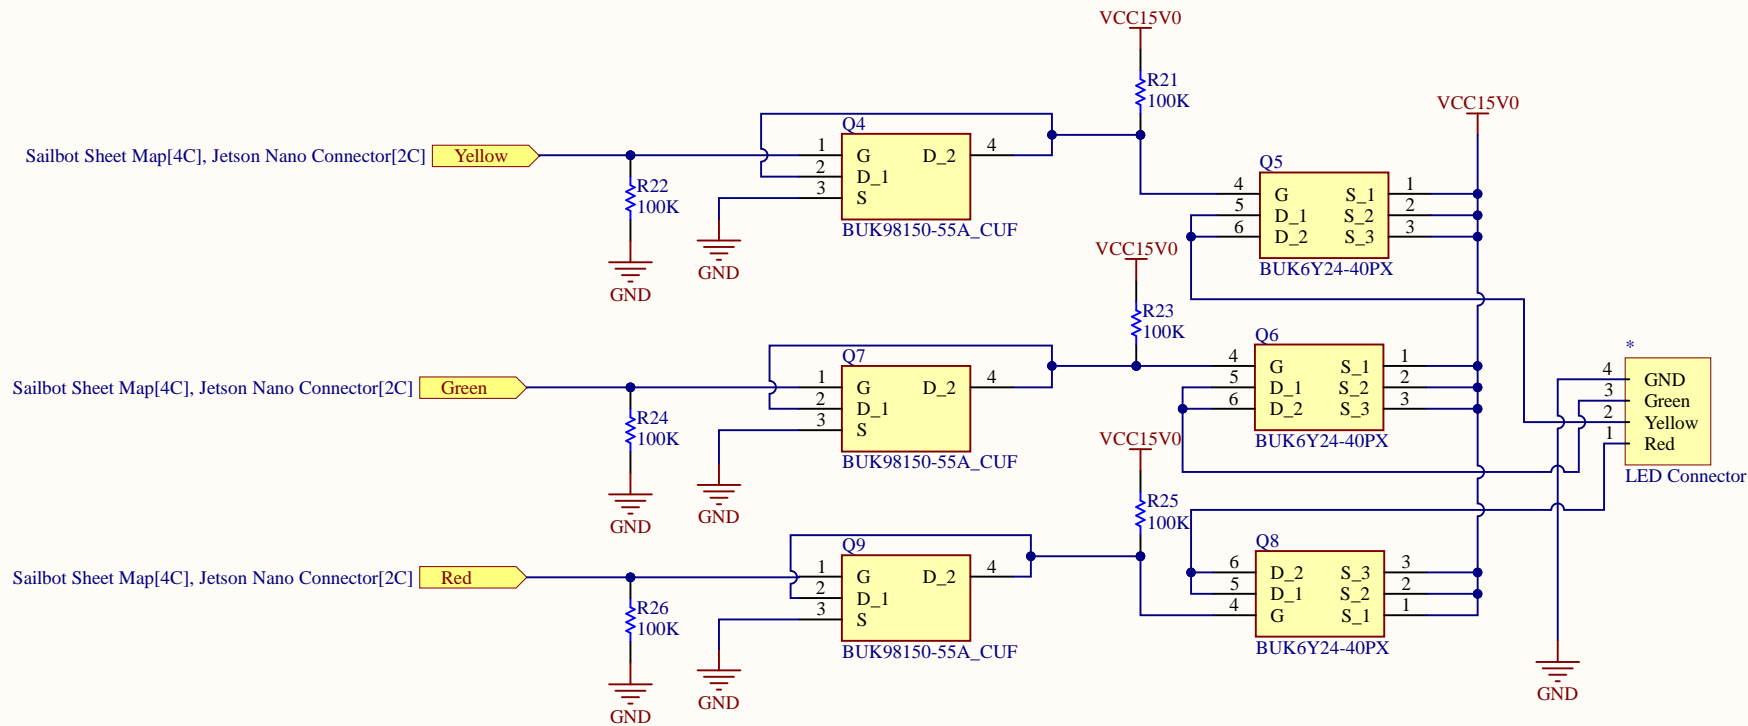 VCC15V0
R21
100K
VCC15V0
Sailbot Sheet Map[4C], Jetson Nano Connector[2C] Yellow
R22
100K
GND
Q4
1 G D_2 4
2 D_1
3 S
BUK98150-55A_CUF
GND
Q5
4 G S_1 1
5 D_1 S_2 2
6 D_2 S_3 3
BUK6Y24-40PX
VCC15V0
R23
100K
Sailbot Sheet Map[4C], Jetson Nano Connector[2C] Green
R24
100K
GND
Q7
1 G D_2 4
2 D_1
3 S
BUK98150-55A_CUF
GND
Q6
4 G S_1 1
5 D_1 S_2 2
6 D_2 S_3 3
BUK6Y24-40PX
*
4 GND
3 Green
2 Yellow
1 Red
LED Connector
VCC15V0
R25
100K
Sailbot Sheet Map[4C], Jetson Nano Connector[2C] Red
R26
100K
GND
Q9
1 G D_2 4
2 D_1
3 S
BUK98150-55A_CUF
GND
Q8
6 D_2 S_3 3
5 D_1 S_2 2
4 G S_1 1
BUK6Y24-40PX
GND